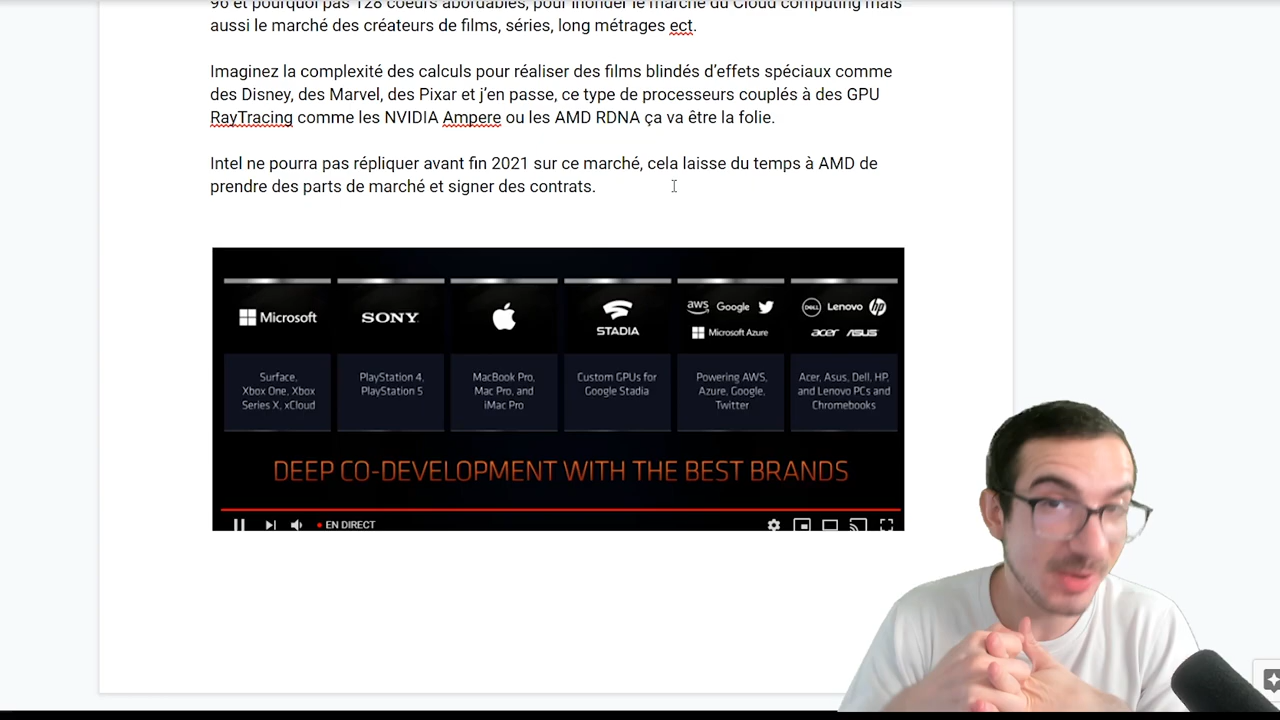 96 et pourquoi pas 128 coeurs abordables, pour inonder le marché du Cloud computing mais
aussi le marché des créateurs de films, séries, long métrages ect.
Imaginez la complexité des calculs pour réaliser des films blindés d’effets spéciaux comme
des Disney, des Marvel, des Pixar et j’en passe, ce type de processeurs couplés à des GPU
RayTracing comme les NVIDIA Ampere ou les AMD RDNA ça va être la folie.
Intel ne pourra pas répliquer avant fin 2021 sur ce marché, cela laisse du temps à AMD de
prendre des parts de marché et signer des contrats.
Microsoft
Surface,
Xbox One, Xbox
Series X, xCloud
SONY
PlayStation 4,
PlayStation 5
MacBook Pro,
Mac Pro, and
iMac Pro
STADIA
Custom GPUs for
Google Stadia
aws Google
Microsoft Azure
Powering AWS,
Azure, Google,
Twitter
DELL Lenovo hp
acer ASUS
Acer, Asus, Dell, HP,
and Lenovo PCs and
Chromebooks
DEEP CO-DEVELOPMENT WITH THE BEST BRANDS
EN DIRECT